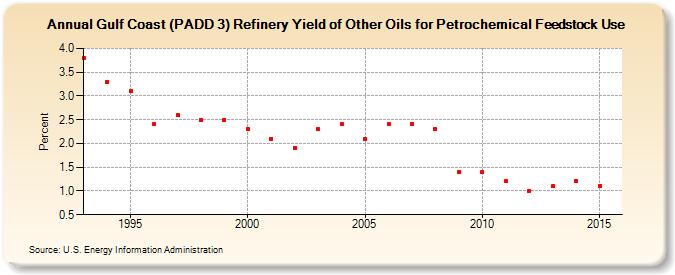 Annual Gulf Coast (PADD 3) Refinery Yield of Other Oils for Petrochemical Feedstock Use
Percent
4.0
3.5
3.0
2.5
2.0
1.5
1.0
0.5
1995 2000 2005 2010 2015
Source: U.S. Energy Information Administration